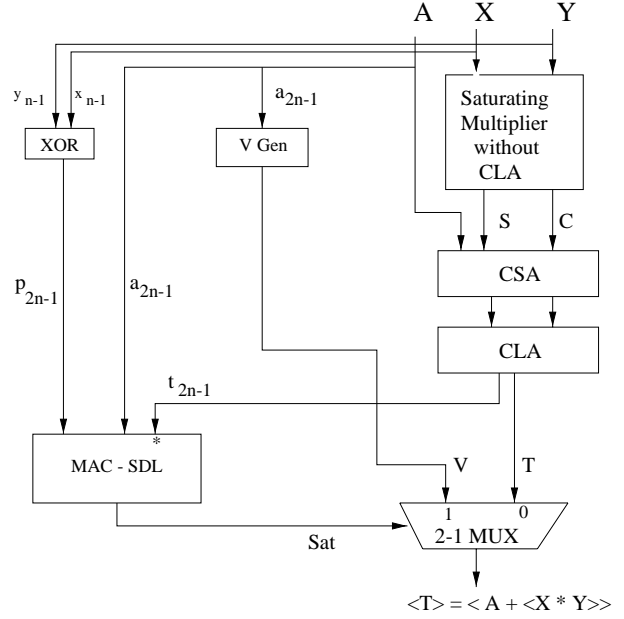 A X Y
y n-1 x n-1
a 2n-1
XOR
V Gen
Saturating
Multiplier
without
CLA
S C
CSA
p 2n-1
a 2n-1
CLA
t 2n-1
*
MAC - SDL
V T
1 0
2-1 MUX
Sat
<T> = < A + <X * Y>>